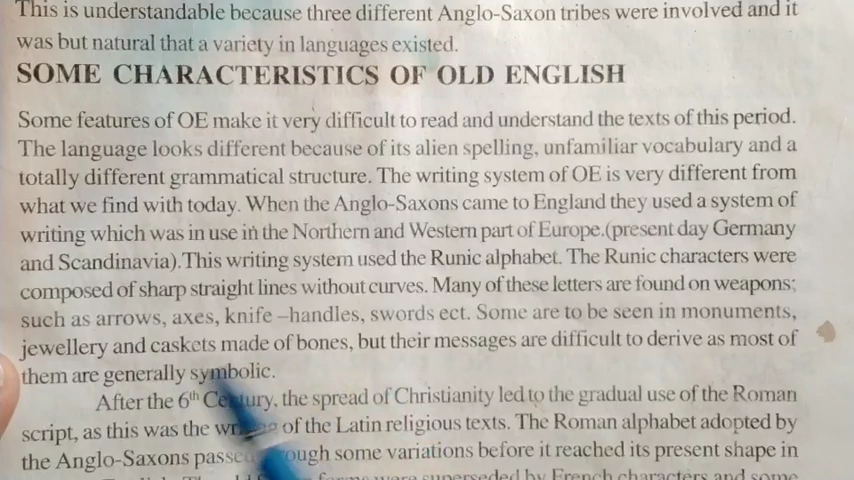 This is understandable because three different Anglo-Saxon tribes were involved and it
was but natural that a variety in languages existed.
SOME CHARACTERISTICS OF OLD ENGLISH
Some features of OE make it very difficult to read and understand the texts of this period.
The language looks different because of its alien spelling, unfamiliar vocabulary and a
totally different grammatical structure. The writing system of OE is very different from
what we find with today. When the Anglo-Saxons came to England they used a system of
writing which was in use in the Northern and Western part of Europe.(present day Germany
and Scandinavia).This writing system used the Runic alphabet. The Runic characters were
composed of sharp straight lines without curves. Many of these letters are found on weapons;
such as arrows, axes, knife –handles, swords ect. Some are to be seen in monuments,
jewellery and caskets made of bones, but their messages are difficult to derive as most of
them are generally symbolic.
After the 6th Century, the spread of Christianity led to the gradual use of the Roman
script, as this was the of the Latin religious texts. The Roman alphabet adopted by
the Anglo-Saxons some variations before it reached its present shape in
were superseded by French characters and some